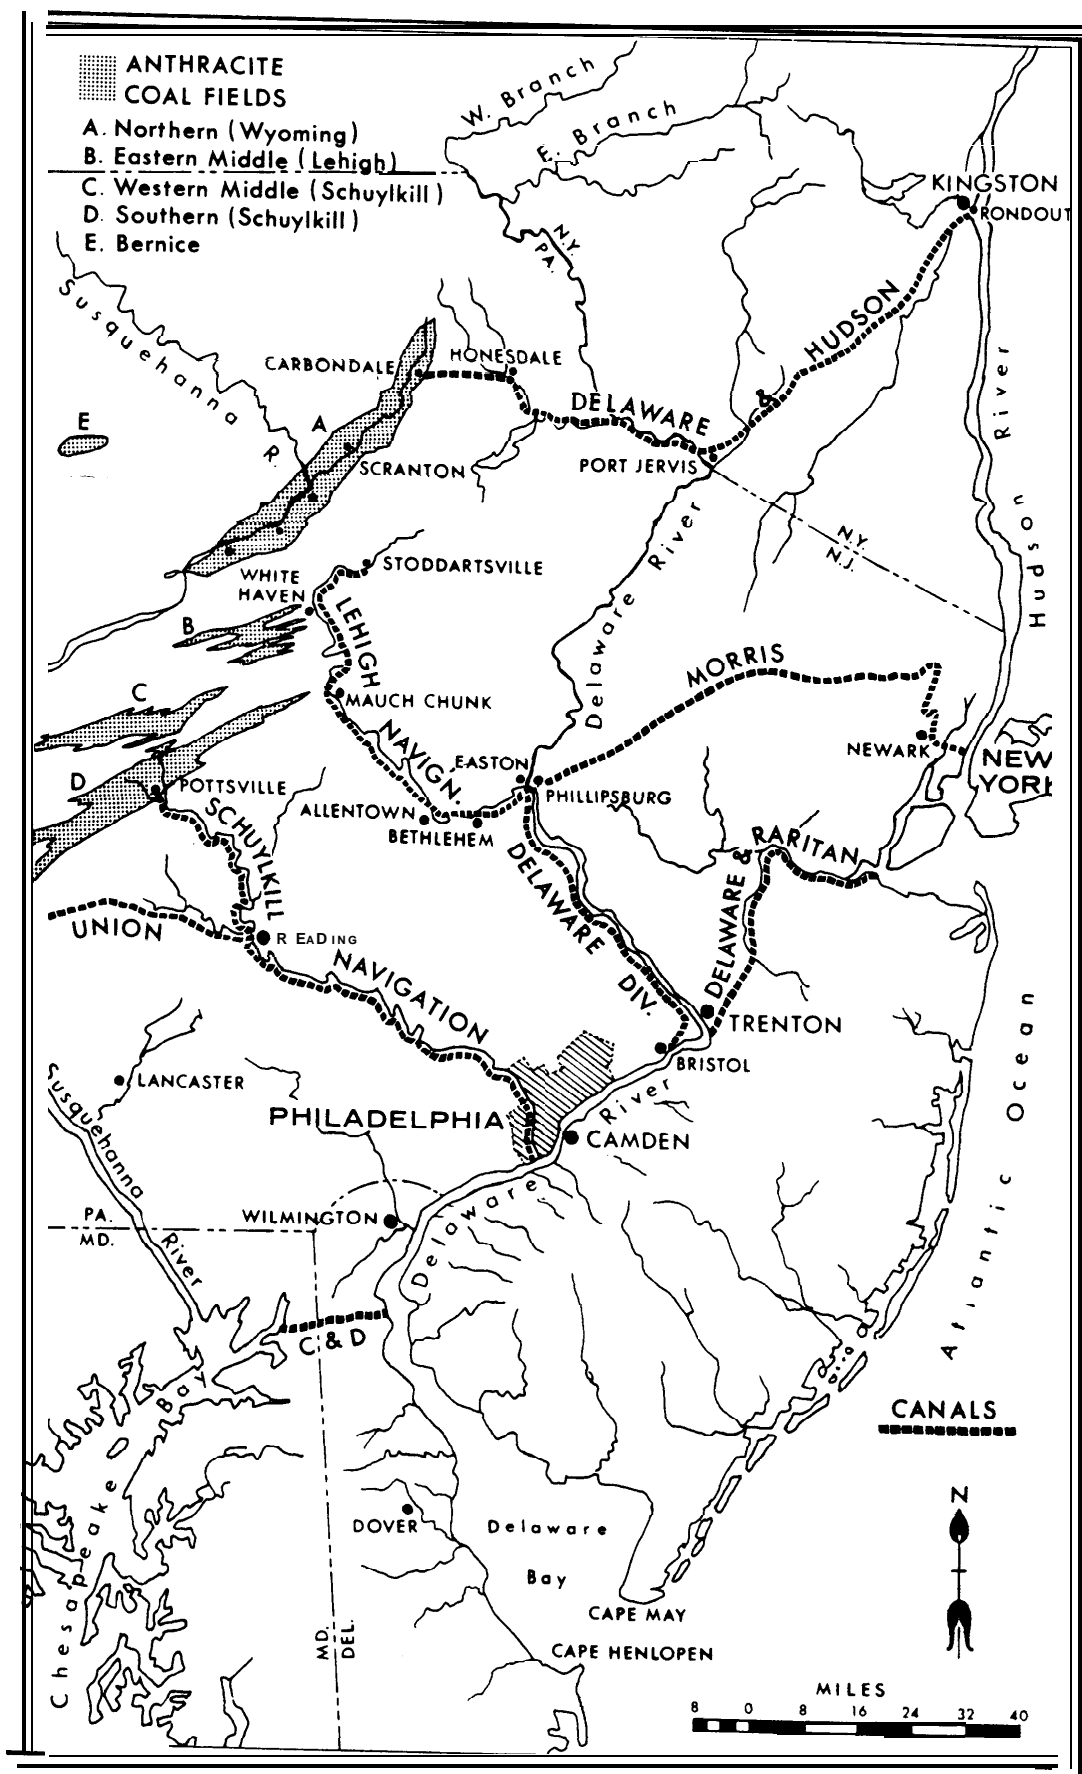 ANTHRACITE
COAL FIELDS
A. Northern (Wyoming)
B. Eastern Middle (Lehigh)
C. Western Middle (Schuylkill)
D. Southern (Schuylkill)
E. Bernice
W. Branch
E. Branch
KINGSTON
RONDOUT
N.Y.
PA.
Susquehanna R.
HUDSON
CARBONDALE
HONESDALE
&
DELAWARE
Hudson River
E
A
SCRANTON
PORT JERVIS
N.Y.
N.J.
Delaware River
STODDARTSVILLE
WHITE
HAVEN
B
LEHIGH
MORRIS
C
MAUCH CHUNK
NAVIGN.
EASTON
NEWARK
NEW
YORK
D
POTTSVILLE
PHILLIPSBURG
ALLENTOWN
BETHLEHEM
SCHUYLKILL
DELAWARE
DIV.
DELAWARE &
RARITAN
UNION
R EaDing
NAVIGATION
TRENTON
BRISTOL
LANCASTER
PHILADELPHIA
River
CAMDEN
Atlantic Ocean
Susquehanna
River
Delaware
PA.
MD.
WILMINGTON
C & D
Chesapeake Bay
CANALS
N
DOVER
Delaware
Bay
CAPE MAY
CAPE HENLOPEN
MD.
DEL.
MILES
8 0 8 16 24 32 40